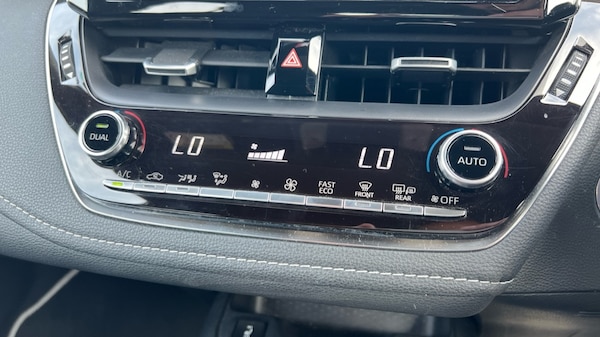 DUAL
LO
LO
AUTO
A/C
FAST
ECO
FRONT
REAR
OFF